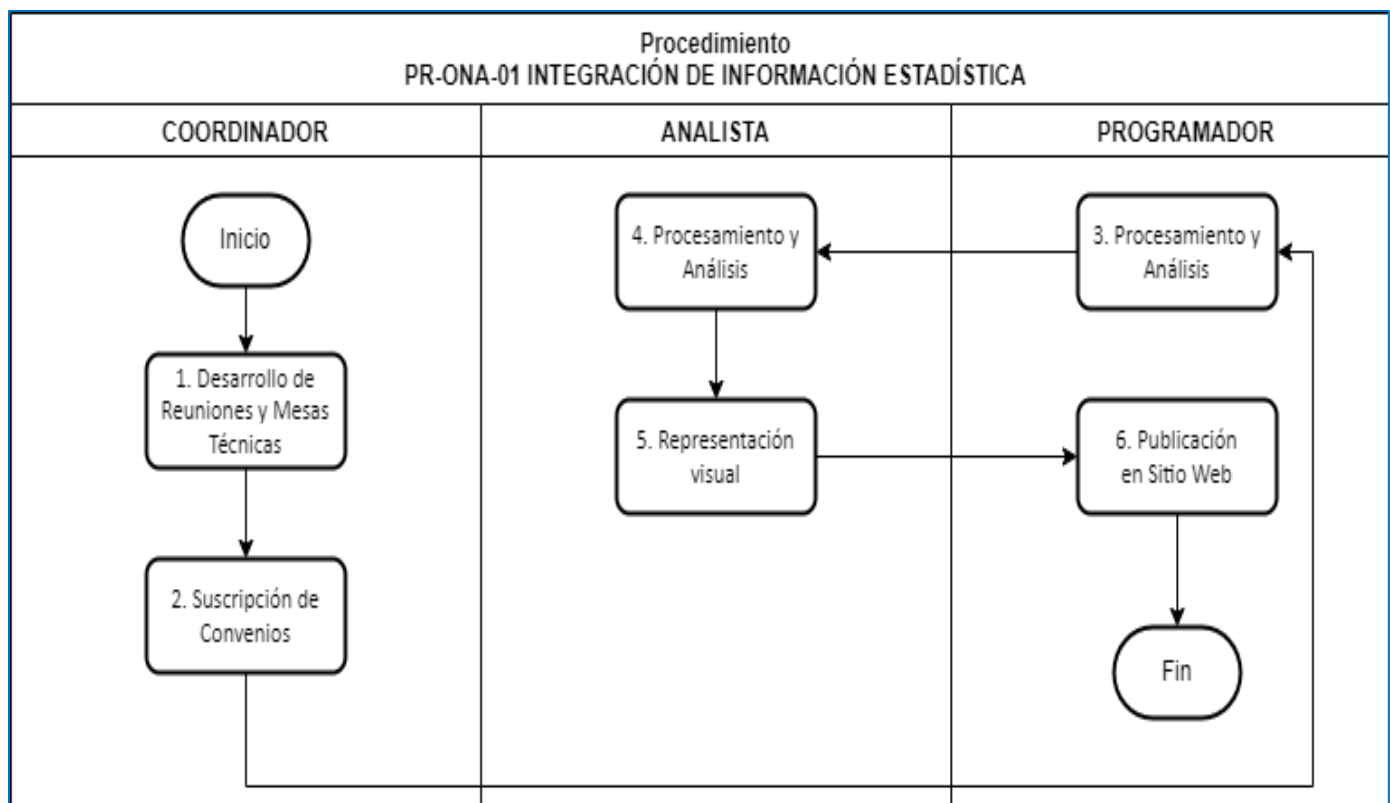 Procedimiento
PR-ONA-01 INTEGRACIÓN DE INFORMACIÓN ESTADÍSTICA
COORDINADOR
ANALISTA
PROGRAMADOR
Inicio
1. Desarrollo de
Reuniones y Mesas
Técnicas
2. Suscripción de
Convenios
3. Procesamiento y
Análisis
4. Procesamiento y
Análisis
5. Representación
visual
6. Publicación
en Sitio Web
Fin